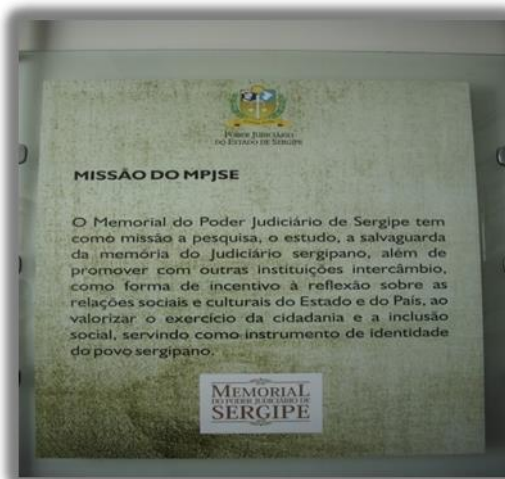 PODER JUDICIÁRIO
DO ESTADO DE SERGIPE
MISSÃO DO MPJSE
O Memorial do Poder Judiciário de Sergipe tem
como missão a pesquisa, o estudo, a salvaguarda
da memória do Judiciário sergipano, além de
promover com outras instituições intercâmbio,
como forma de incentivo à reflexão sobre as
relações sociais e culturais do Estado e do País, ao
valorizar o exercício da cidadania e a inclusão
social, servindo como instrumento de identidade
do povo sergipano.
MEMORIAL
DO PODER JUDICIÁRIO DE
SERGIPE